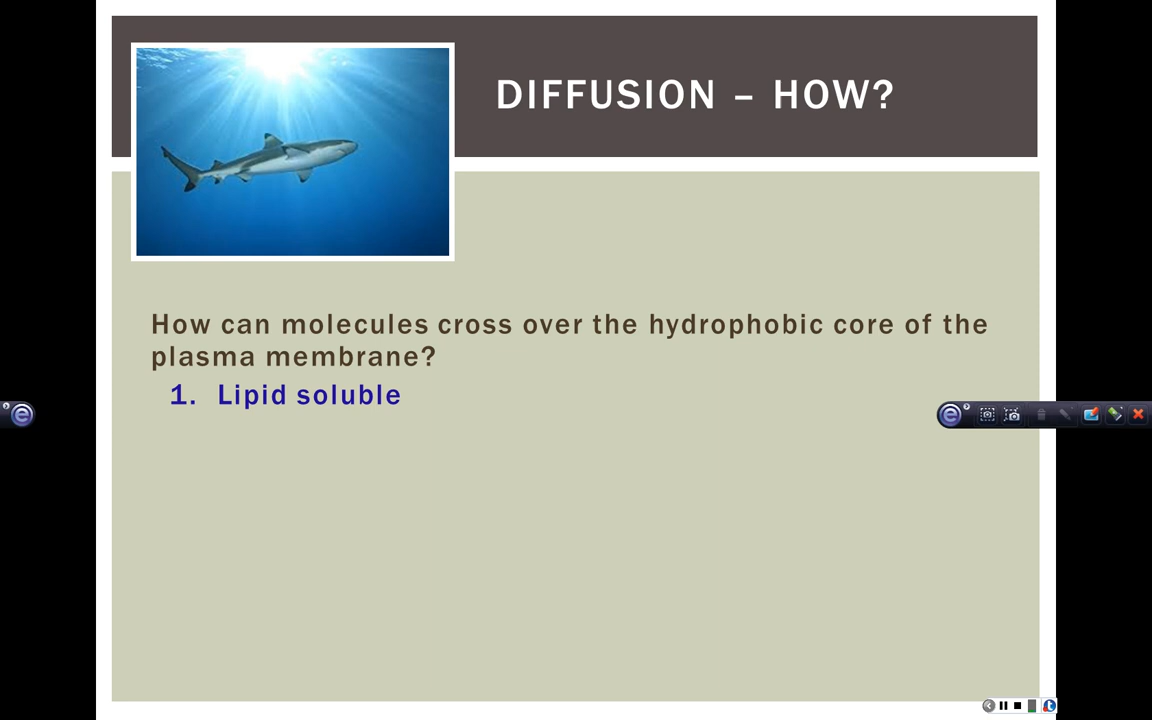 DIFFUSION – HOW?
How can molecules cross over the hydrophobic core of the
plasma membrane?
1. Lipid soluble